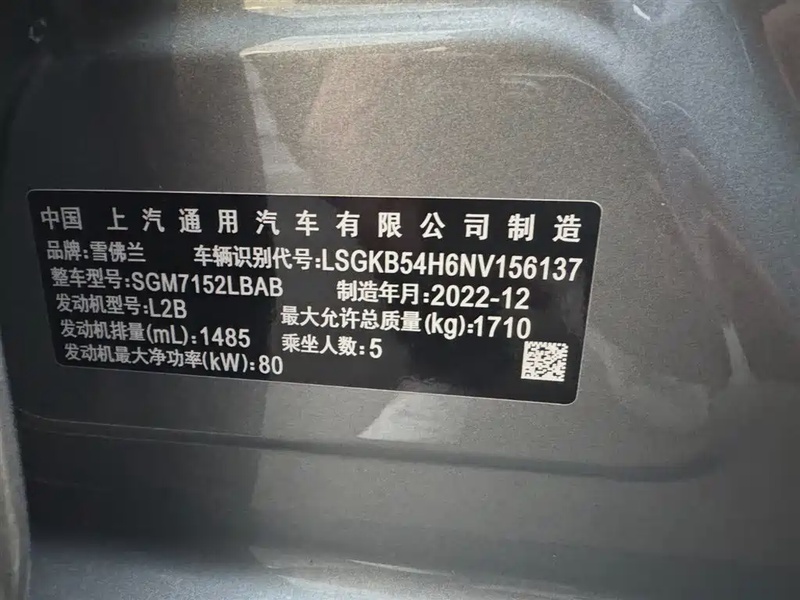 中国 上汽通用汽车有限公司制造
品牌:雪佛兰 车辆识别代号:LSGKB54H6NV156137
整车型号:SGM7152LBAB 制造年月:2022-12
发动机型号:L2B 最大允许总质量(kg):1710
发动机排量(mL):1485 乘坐人数:5
发动机最大净功率(kW):80